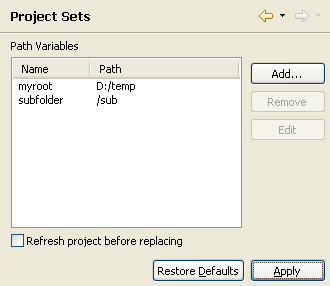 Project Sets
Path Variables
Name Path
myroot D:/temp
subfolder /sub
Add...
Remove
Edit
Refresh project before replacing
Restore Defaults Apply